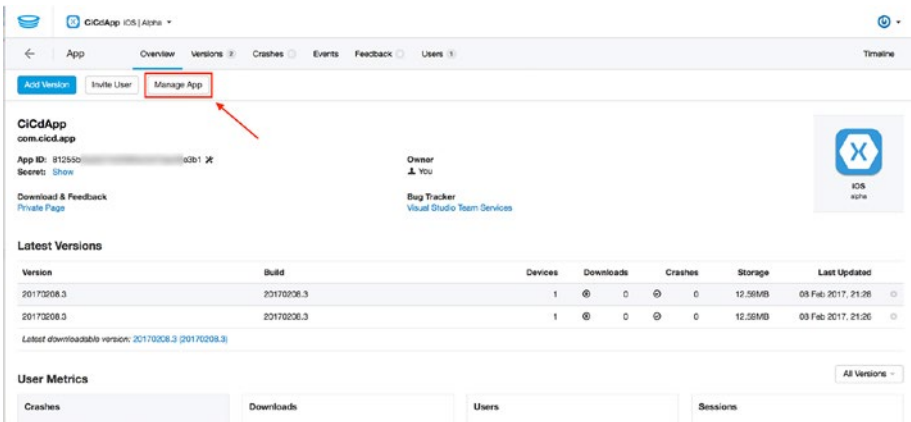 CiCdApp iOS | Alpha
App Overview Versions 2 Crashes Events Feedback Users 1 Timeline
Add Version Invite User Manage App
CiCdApp
com.cicd.app
App ID: 81255b a3b1 Owner
Secret: Show You
Download & Feedback Bug Tracker
Private Page Visual Studio Team Services
iOS
alpha
Latest Versions
Version Build Devices Downloads Crashes Storage Last Updated
20170208.3 20170208.3 1 0 0 12.59MB 08 Feb 2017, 21:26
20170208.3 20170208.3 1 0 0 12.59MB 08 Feb 2017, 21:26
Latest downloadable version: 20170208.3 (20170208.3)
User Metrics All Versions
Crashes Downloads Users Sessions